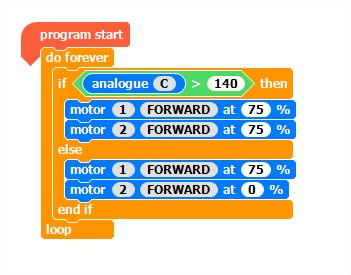 program start
do forever
if analogue C > 140 then
motor 1 FORWARD at 75 %
motor 2 FORWARD at 75 %
else
motor 1 FORWARD at 75 %
motor 2 FORWARD at 0 %
end if
loop